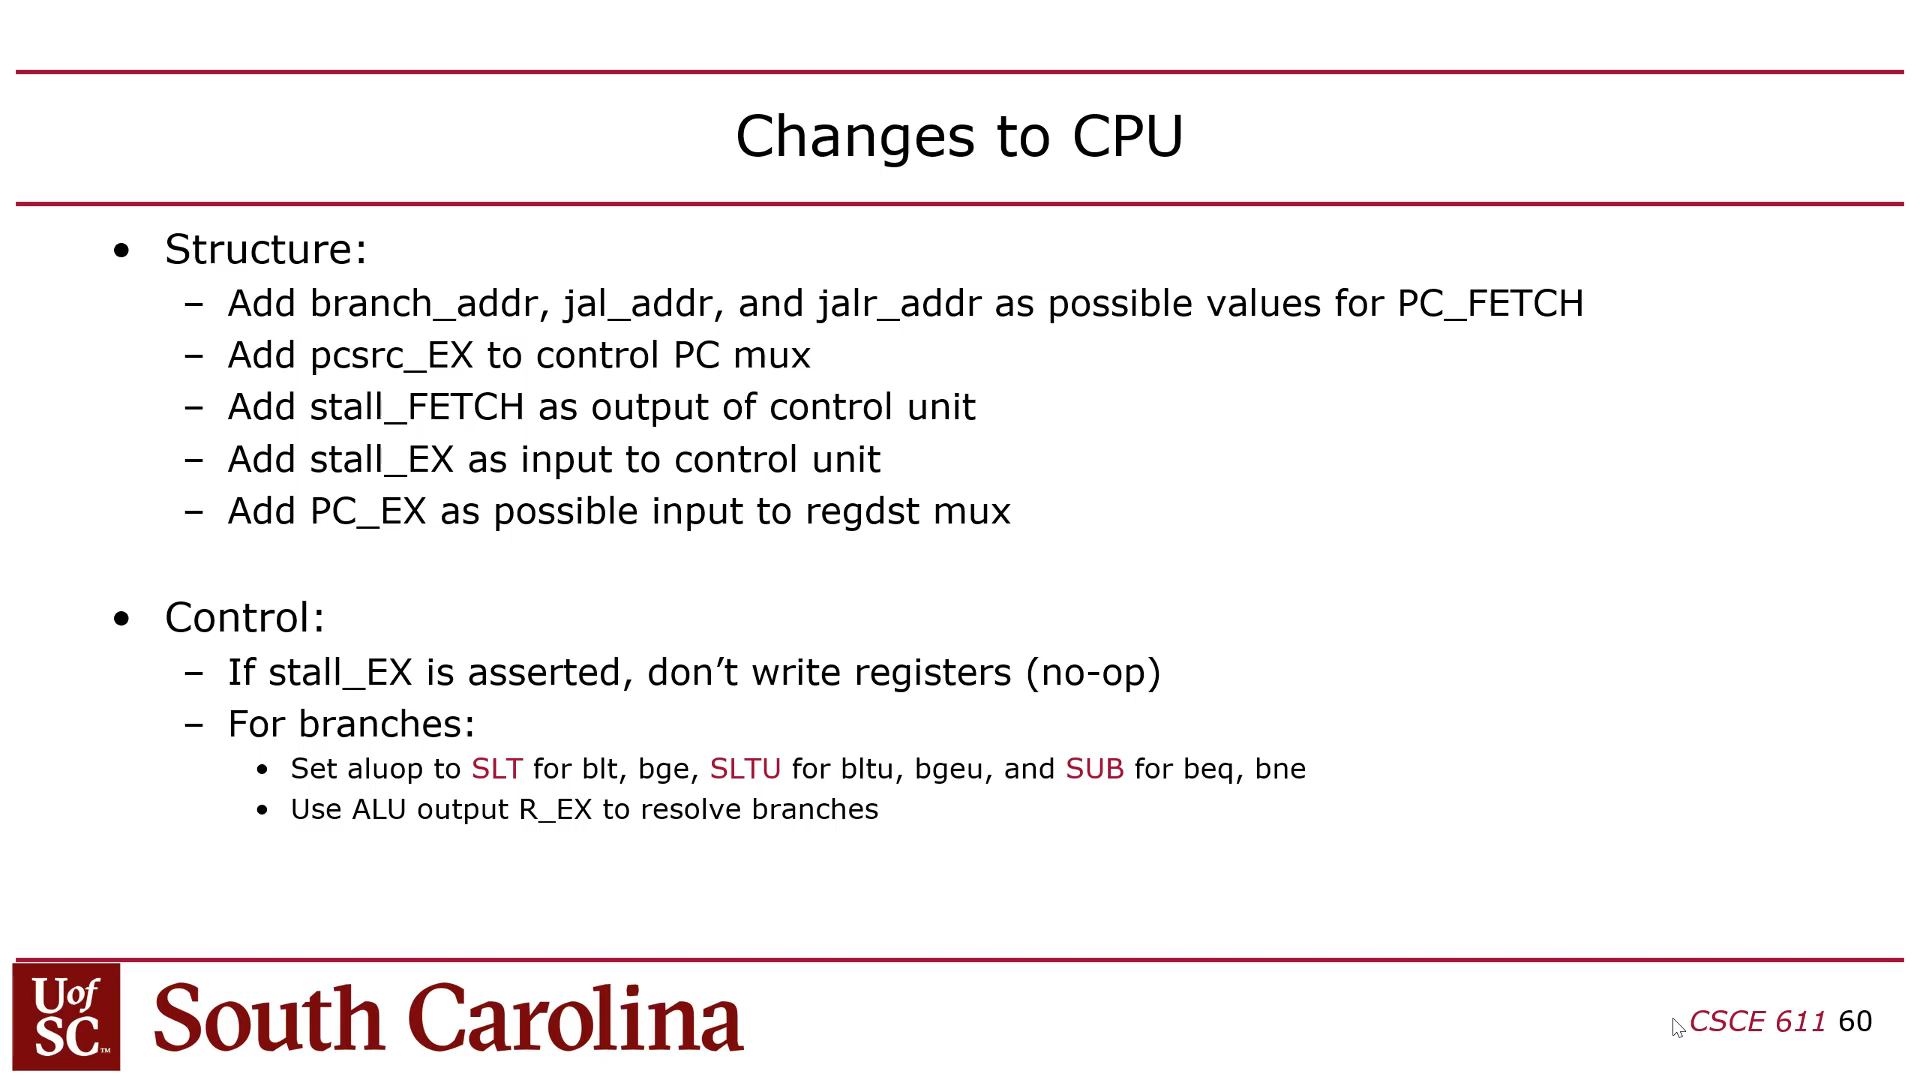 Changes to CPU
• Structure:
– Add branch_addr, jal_addr, and jalr_addr as possible values for PC_FETCH
– Add pcsrc_EX to control PC mux
– Add stall_FETCH as output of control unit
– Add stall_EX as input to control unit
– Add PC_EX as possible input to regdst mux
• Control:
– If stall_EX is asserted, don’t write registers (no-op)
– For branches:
• Set aluop to SLT for blt, bge, SLTU for bltu, bgeu, and SUB for beq, bne
• Use ALU output R_EX to resolve branches
UofSC™
South Carolina
CSCE 611 60